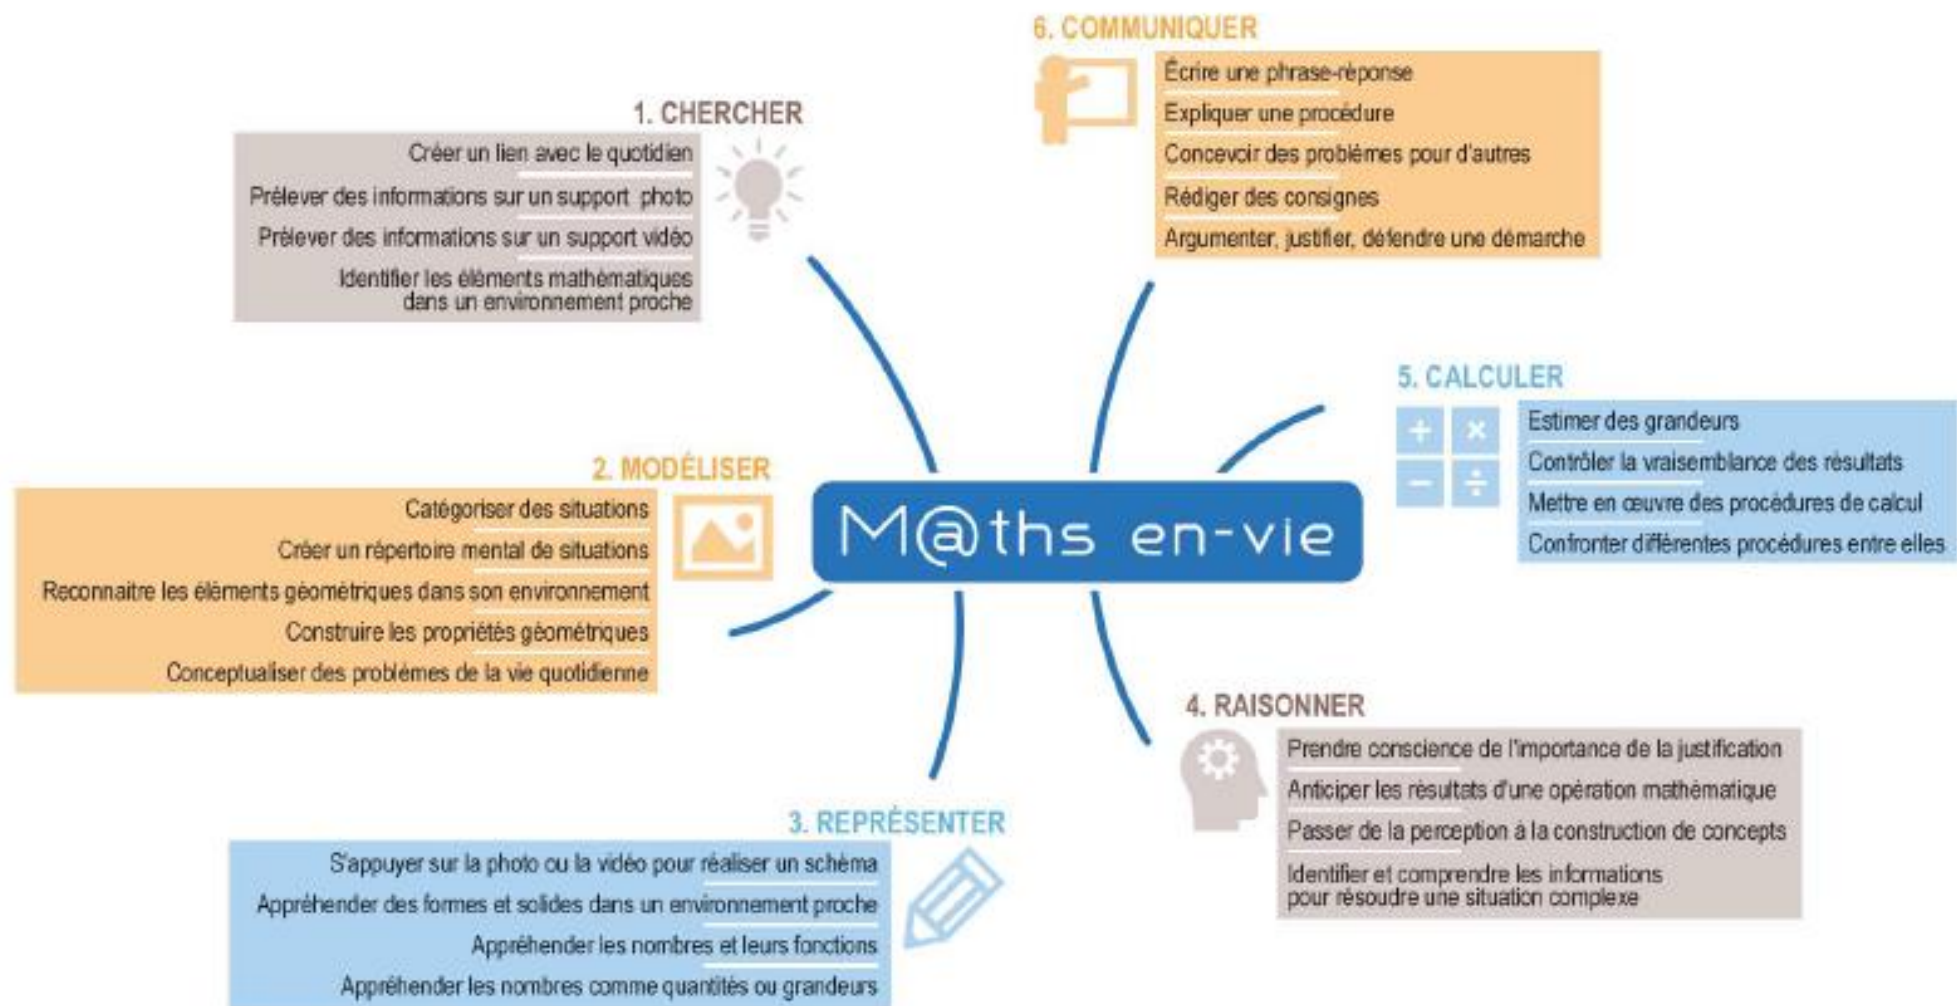 M@ths en-vie
1. CHERCHER
Créer un lien avec le quotidien
Prélever des informations sur un support photo
Prélever des informations sur un support vidéo
Identifier les éléments mathématiques
dans un environnement proche
2. MODÉLISER
Catégoriser des situations
Créer un répertoire mental de situations
Reconnaitre les éléments géométriques dans son environnement
Construire les propriétés géométriques
Conceptualiser des problèmes de la vie quotidienne
3. REPRÉSENTER
S'appuyer sur la photo ou la vidéo pour réaliser un schéma
Appréhender des formes et solides dans un environnement proche
Appréhender les nombres et leurs fonctions
Appréhender les nombres comme quantités ou grandeurs
4. RAISONNER
Prendre conscience de l'importance de la justification
Anticiper les résultats d'une opération mathématique
Passer de la perception à la construction de concepts
Identifier et comprendre les informations
pour résoudre une situation complexe
5. CALCULER
Estimer des grandeurs
Contrôler la vraisemblance des résultats
Mettre en œuvre des procédures de calcul
Confronter différentes procédures entre elles
6. COMMUNIQUER
Écrire une phrase-réponse
Expliquer une procédure
Concevoir des problèmes pour d'autres
Rédiger des consignes
Argumenter, justifier, défendre une démarche